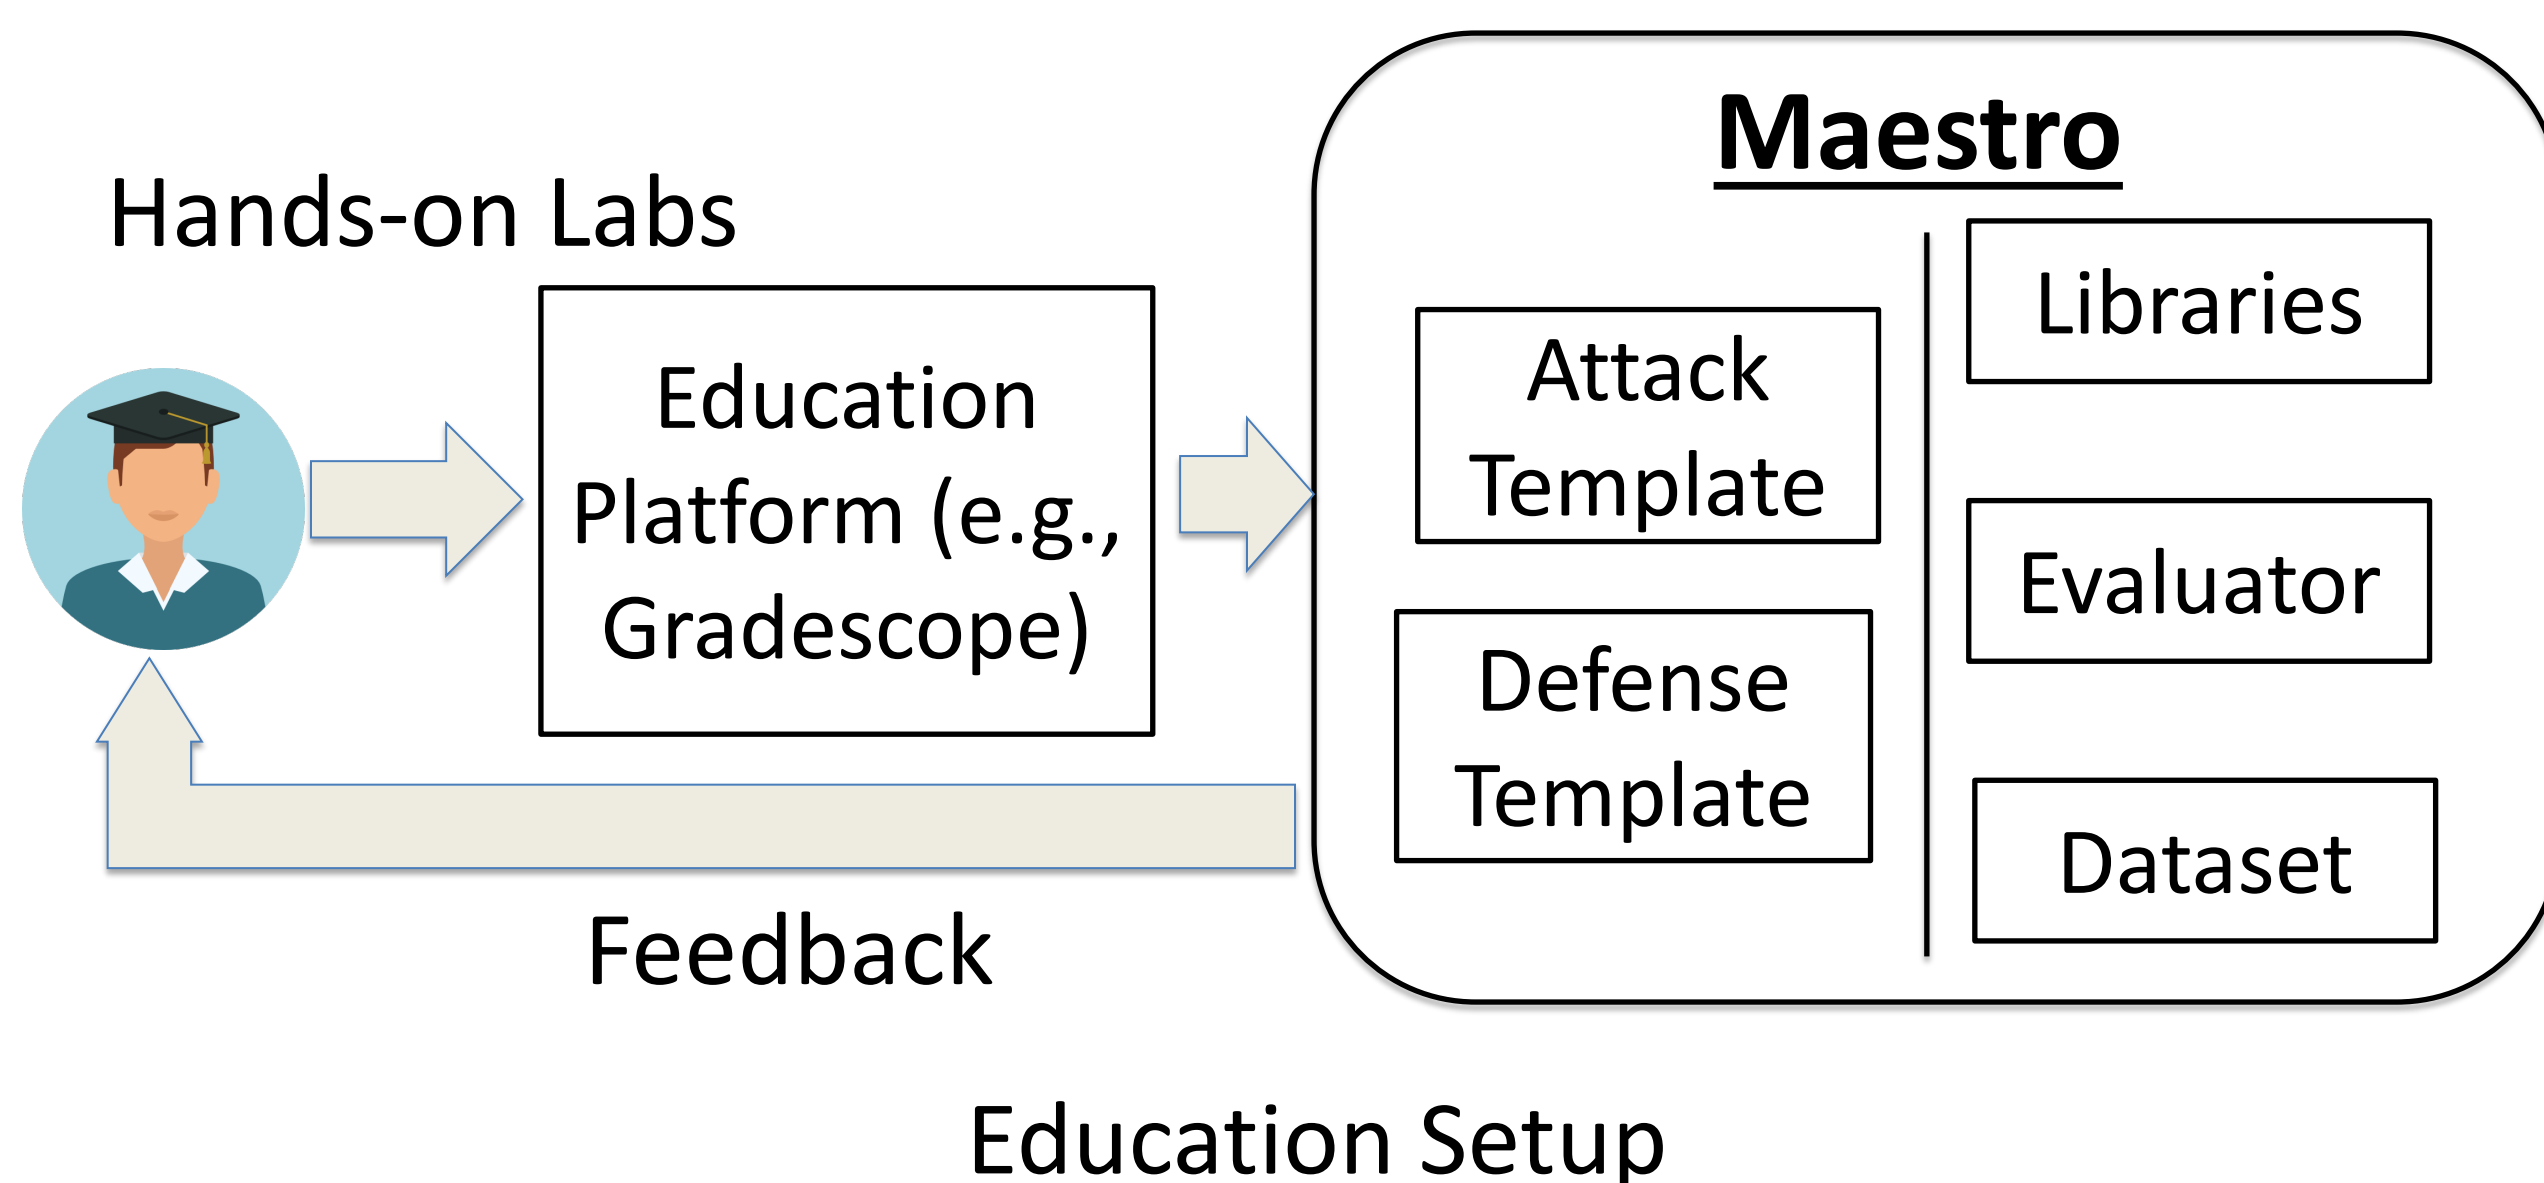 Maestro
Hands-on Labs
Education
Platform (e.g.,
Gradescope)
Attack
Template
Defense
Template
Libraries
Evaluator
Dataset
Feedback
Education Setup